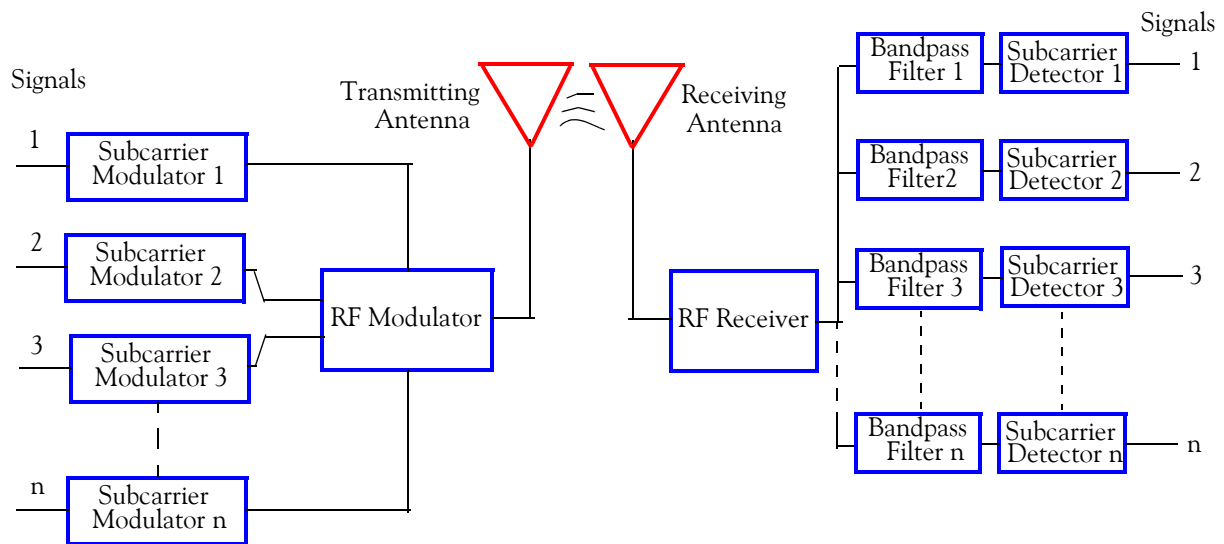 Signals
1
Subcarrier
Modulator 1
2
Subcarrier
Modulator 2
3
Subcarrier
Modulator 3
n
Subcarrier
Modulator n
RF Modulator
Transmitting
Antenna
Receiving
Antenna
RF Receiver
Signals
Bandpass
Filter 1
Subcarrier
Detector 1
1
Bandpass
Filter2
Subcarrier
Detector 2
2
Bandpass
Filter 3
Subcarrier
Detector 3
3
Bandpass
Filter n
Subcarrier
Detector n
n